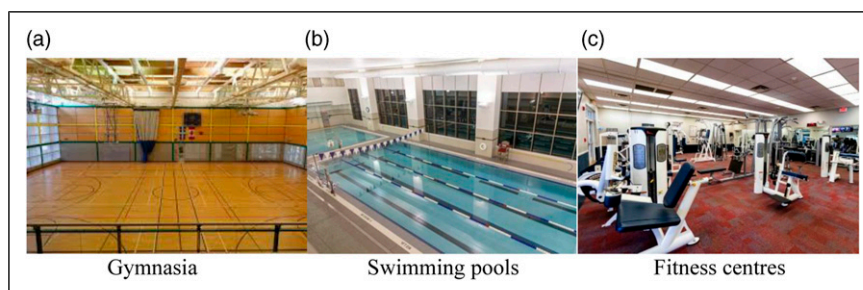 (a)
(b)
(c)
Gymnasia
Swimming pools
Fitness centres